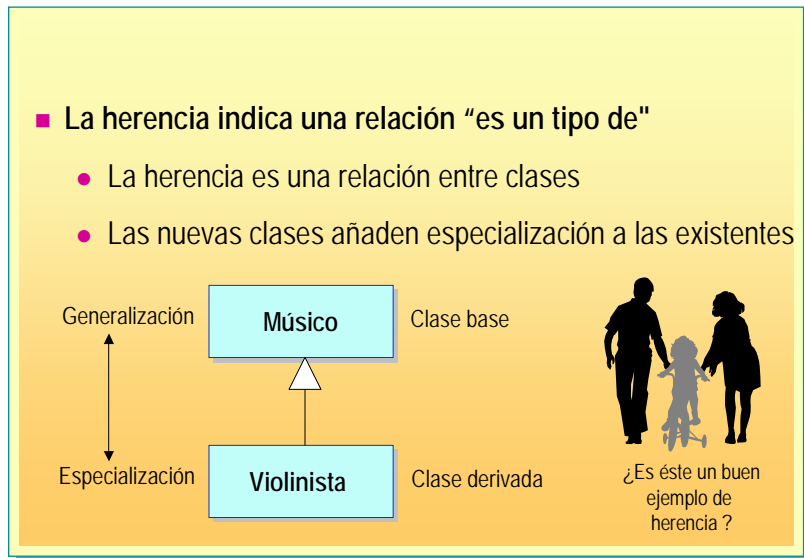 La herencia indica una relación “es un tipo de"
La herencia es una relación entre clases
Las nuevas clases añaden especialización a las existentes
Generalización
Músico
Clase base
Especialización
Violinista
Clase derivada
¿Es éste un buen
ejemplo de
herencia ?